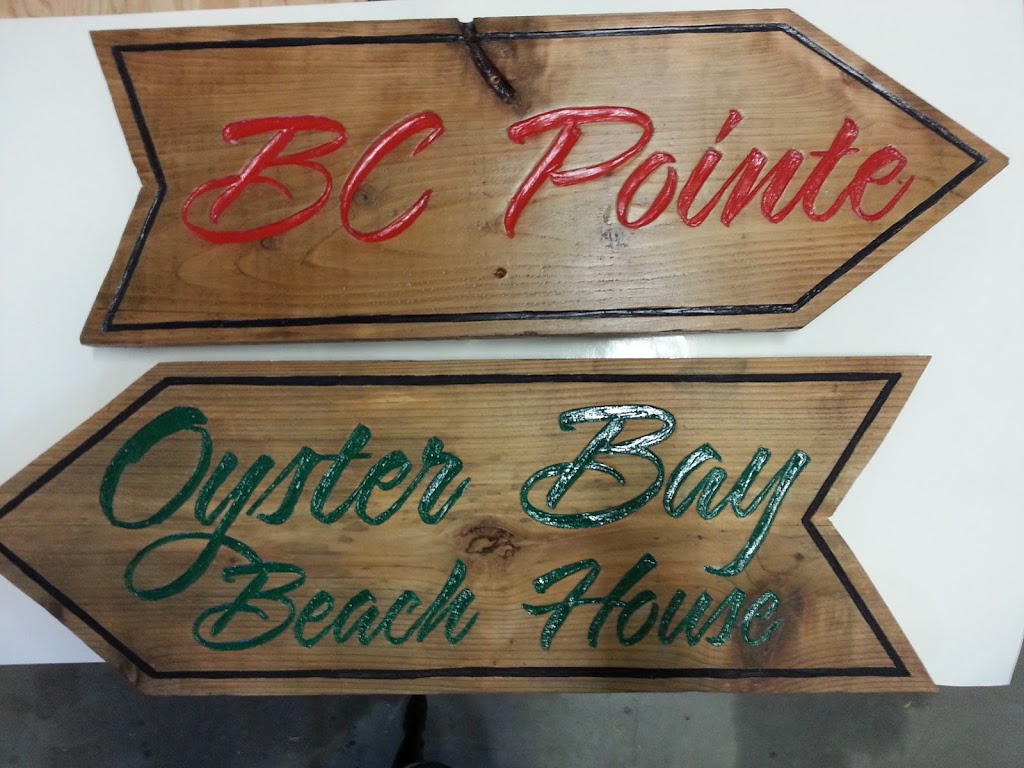 BC Pointe
Oyster Bay
Beach House